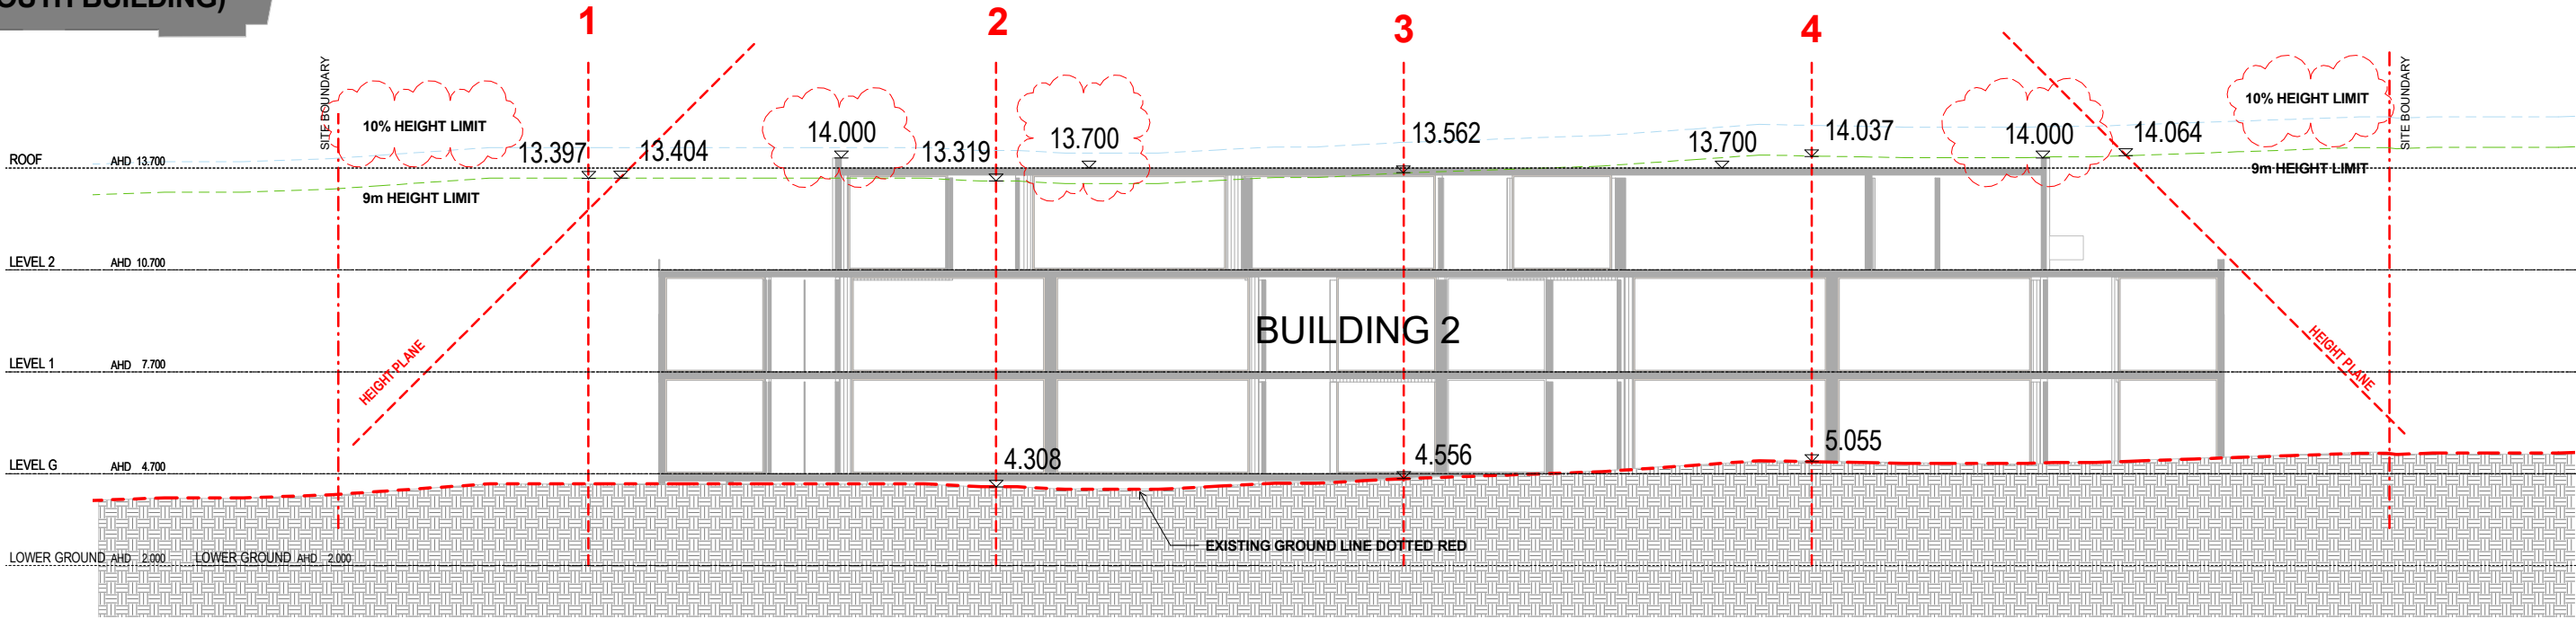 OUTH BUILDING)
1
2
3
4
SITE BOUNDARY
10% HEIGHT LIMIT
13.397
13.404
14.000
13.319
13.700
13.562
13.700
14.037
14.000
14.064
10% HEIGHT LIMIT
SITE BOUNDARY
ROOF AHD 13.700
9m HEIGHT LIMIT
9m HEIGHT LIMIT
LEVEL 2 AHD 10.700
HEIGHT PLANE
BUILDING 2
HEIGHT PLANE
LEVEL 1 AHD 7.700
LEVEL G AHD 4.700
4.308
4.556
5.055
EXISTING GROUND LINE DOTTED RED
LOWER GROUND AHD 2.000 LOWER GROUND AHD 2.000